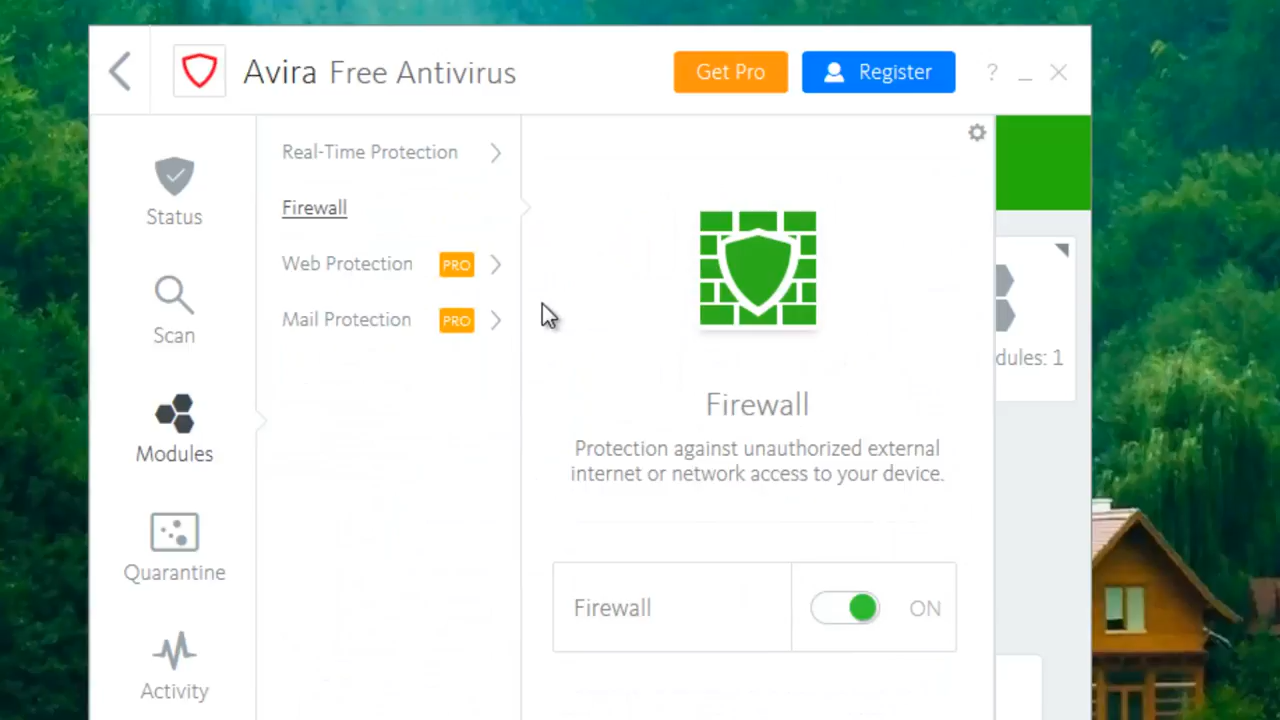 Avira Free Antivirus
Get Pro
Register
?
Status
Scan
Modules
Quarantine
Activity
Real-Time Protection
Firewall
Web Protection PRO
Mail Protection PRO
Firewall
Protection against unauthorized external
internet or network access to your device.
Firewall
ON
dules: 1